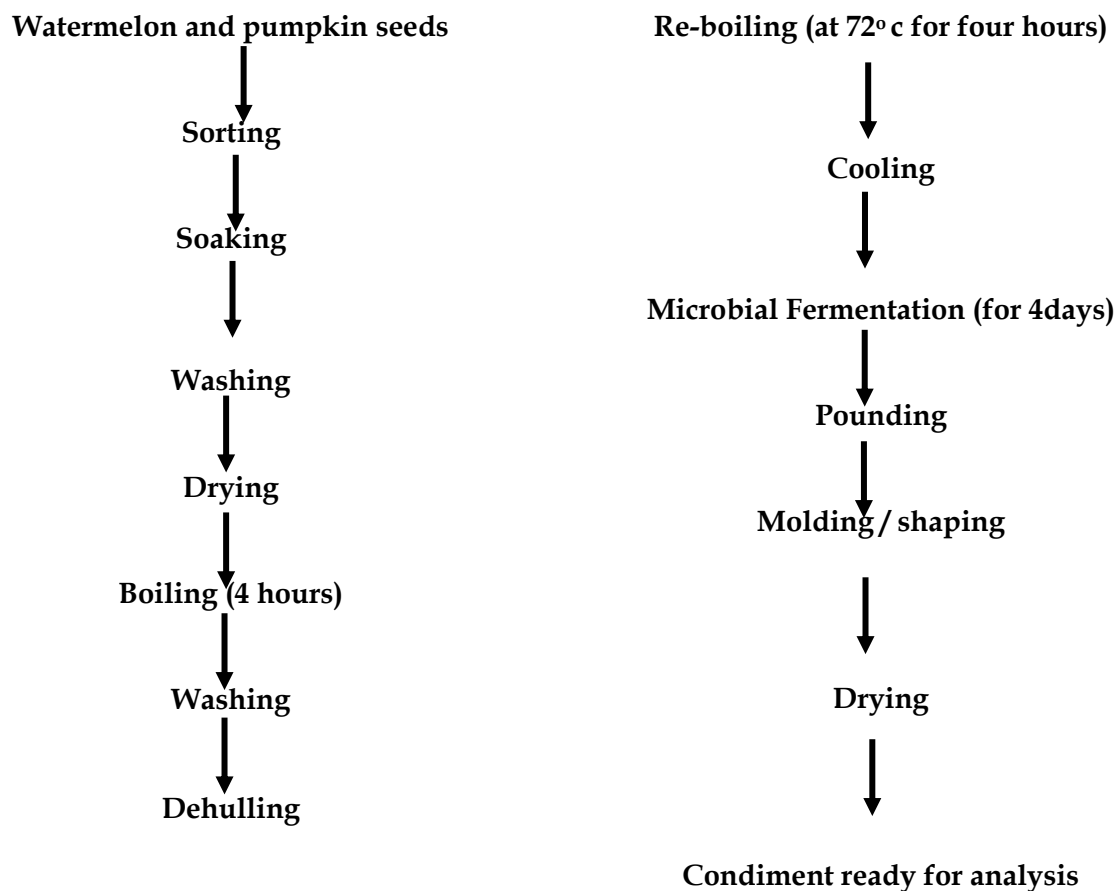 Watermelon and pumpkin seeds
Sorting
Soaking
Washing
Drying
Boiling (4 hours)
Washing
Dehulling
Re-boiling (at 72º c for four hours)
Cooling
Microbial Fermentation (for 4days)
Pounding
Molding / shaping
Drying
Condiment ready for analysis